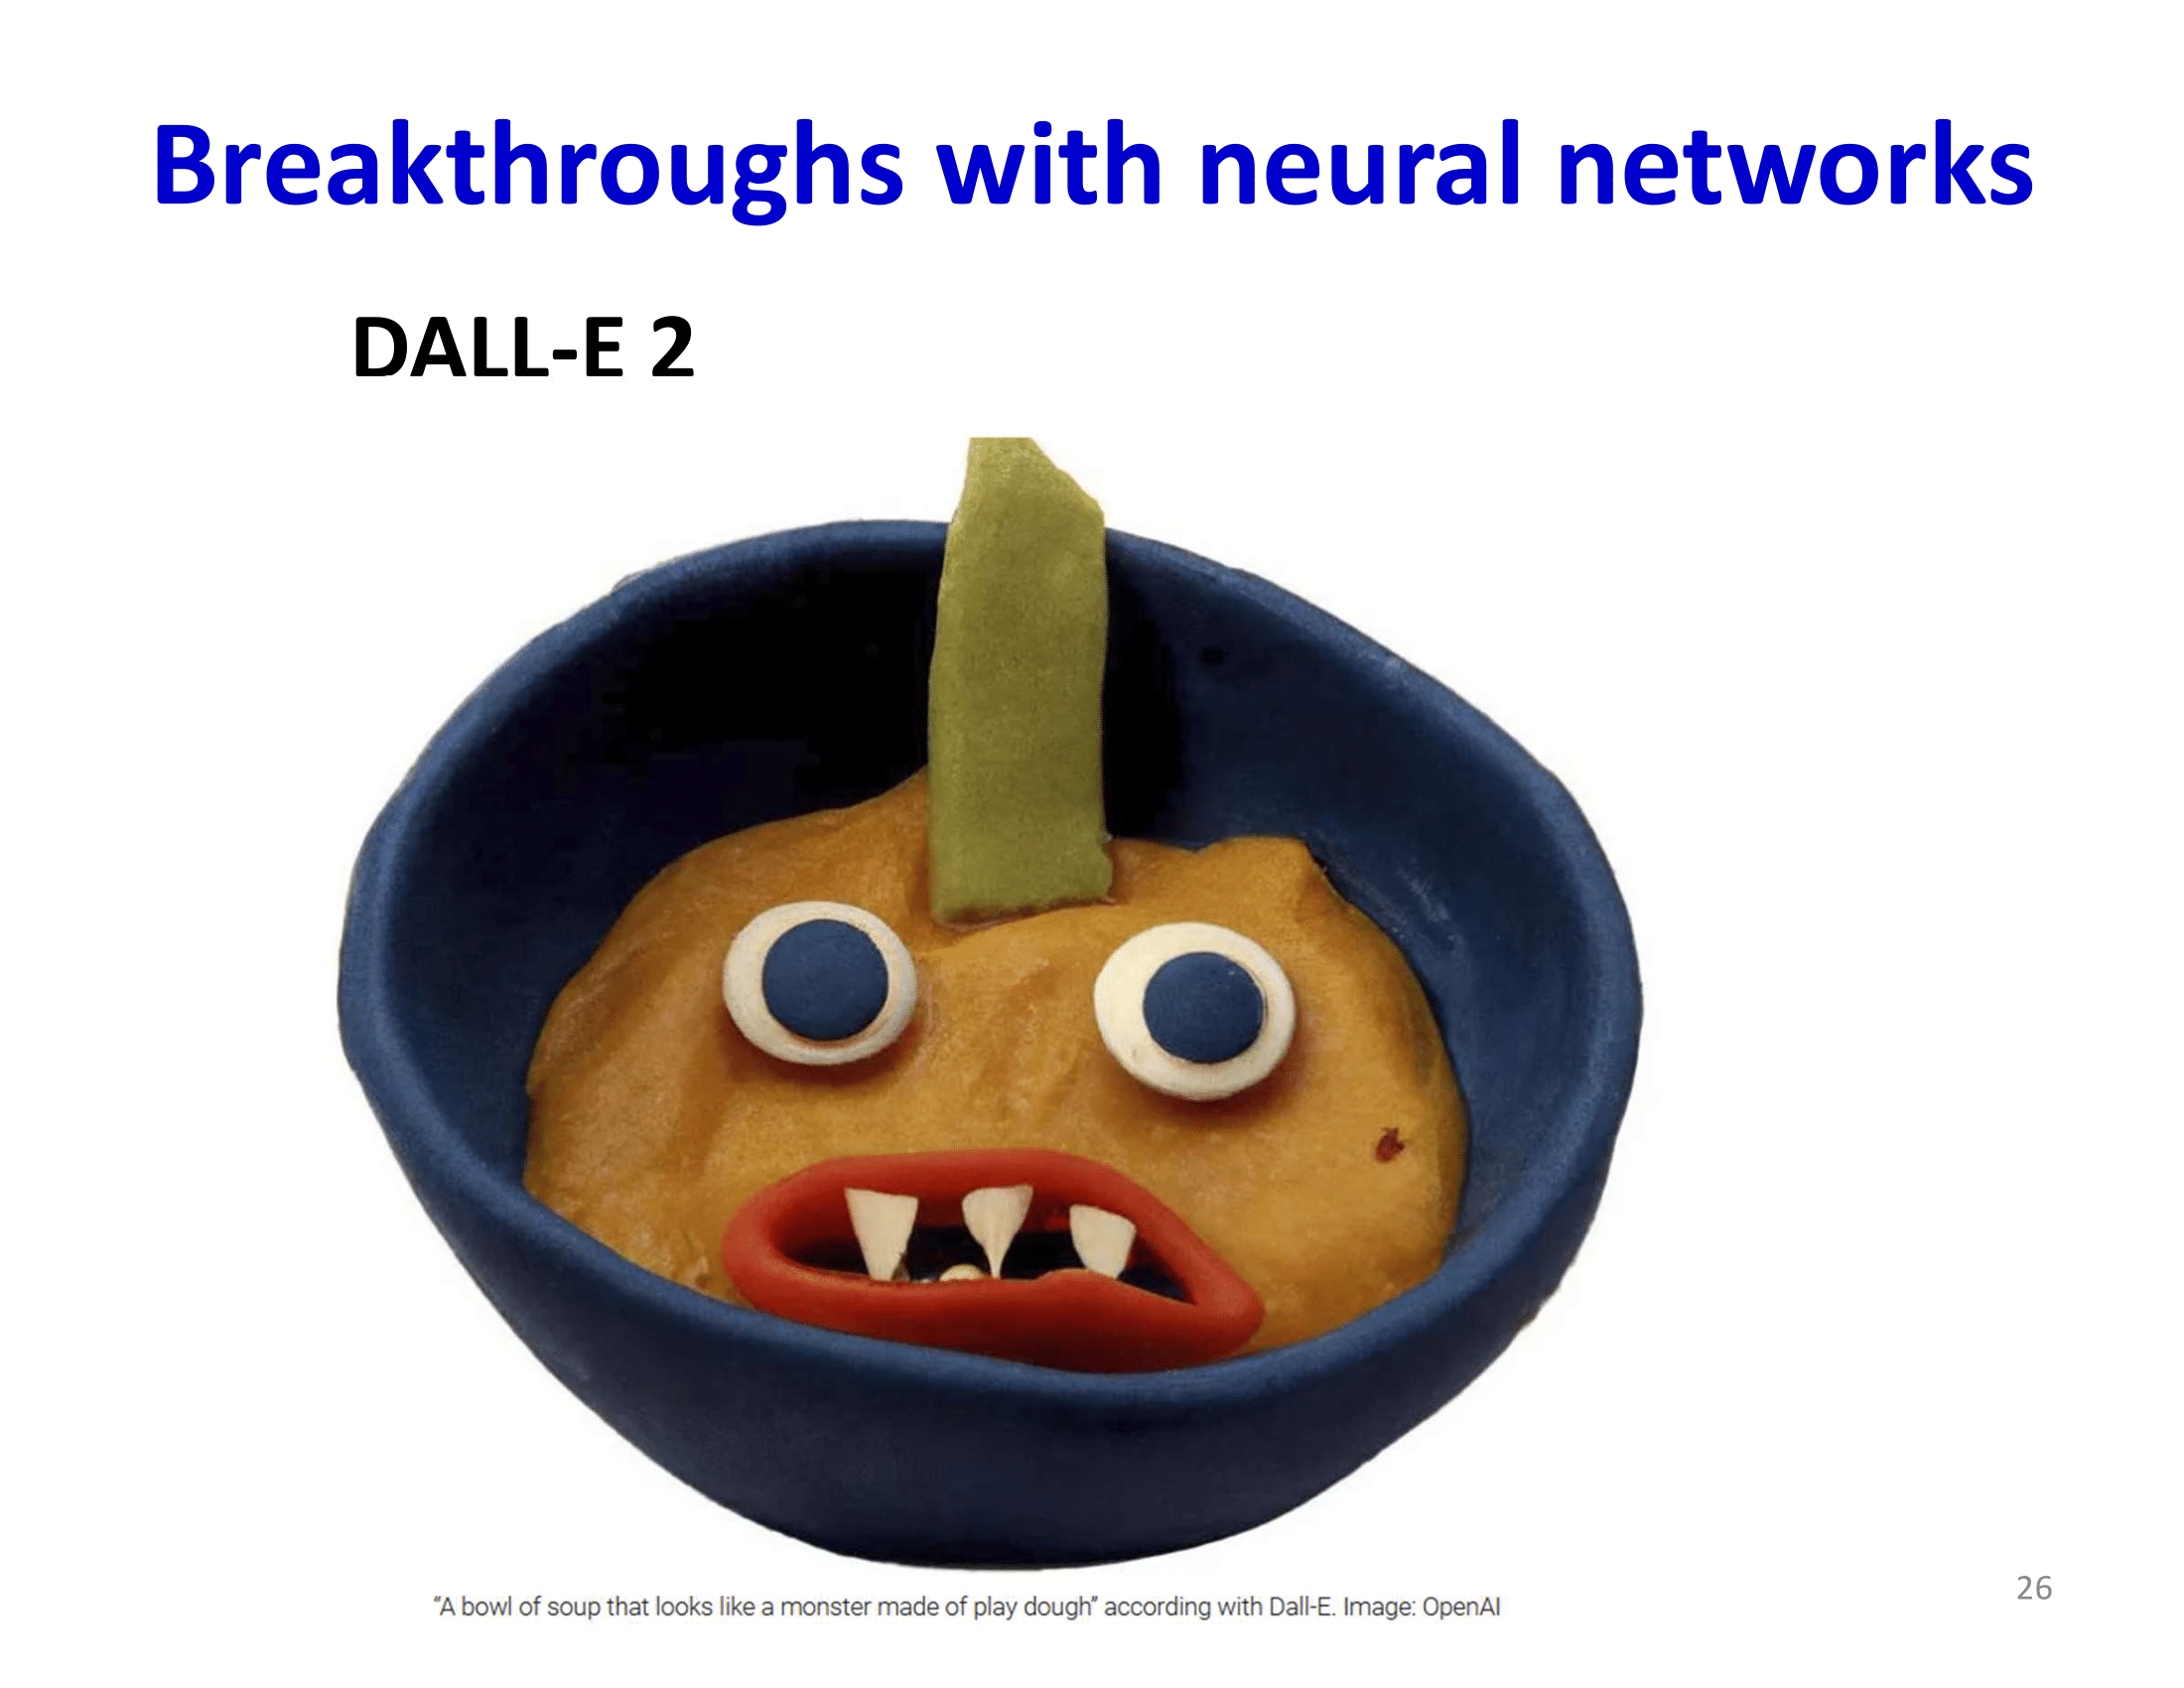 Breakthroughs with neural networks
DALL-E 2
“A bowl of soup that looks like a monster made of play dough” according with Dall-E. Image: OpenAI
26